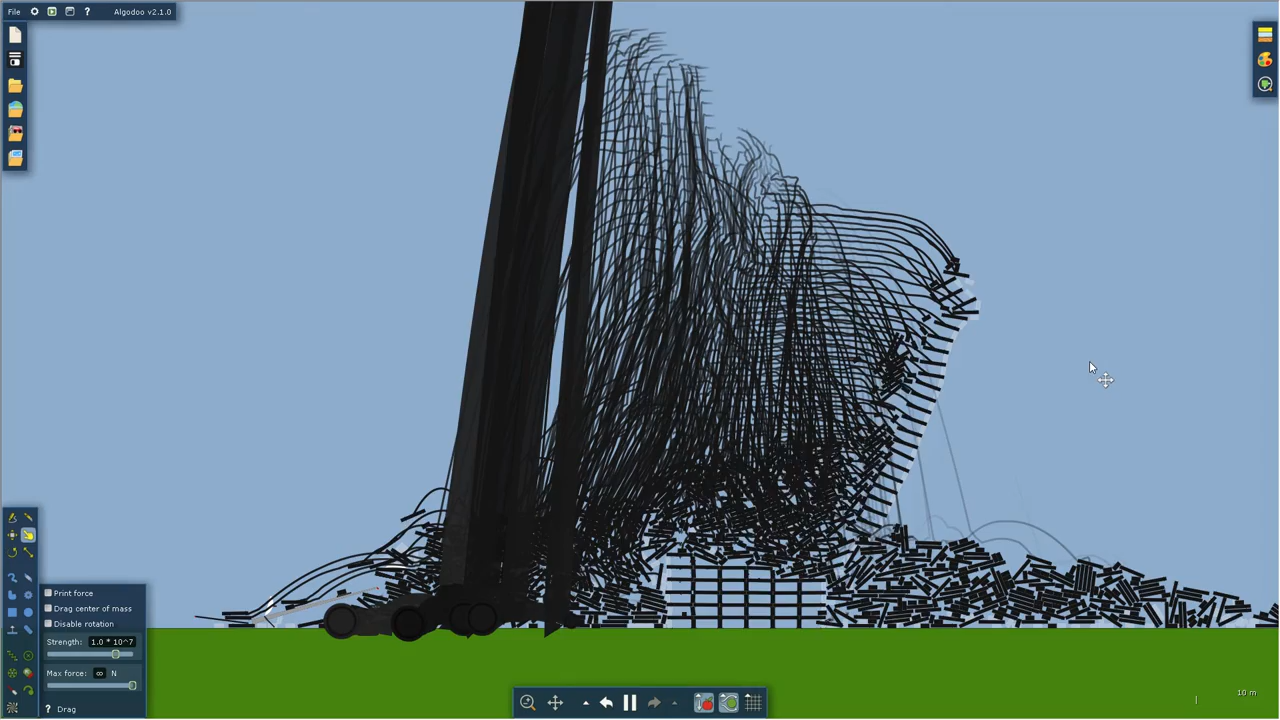 File ? Algodoo v2.1.0
Print force
Drag center of mass
Disable rotation
Strength: 1.0 * 10^7
Max force: ∞ N
? Drag
10 m